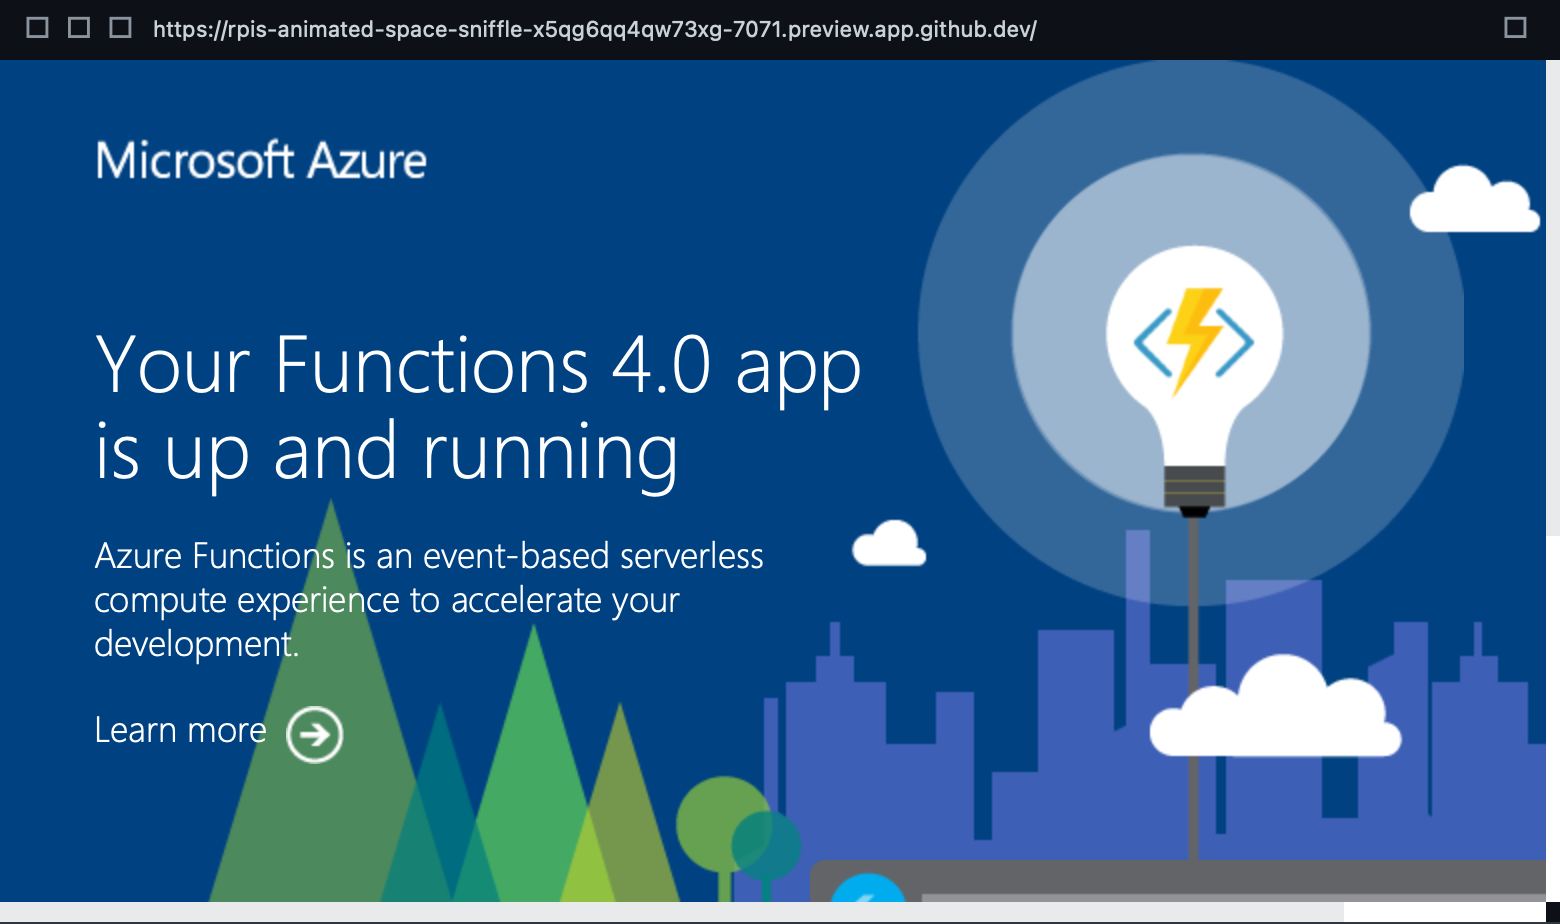 https://rpis-animated-space-sniffle-x5qg6qq4qw73xg-7071.preview.app.github.dev/
Microsoft Azure
Your Functions 4.0 app
is up and running
Azure Functions is an event-based serverless
compute experience to accelerate your
development.
Learn more